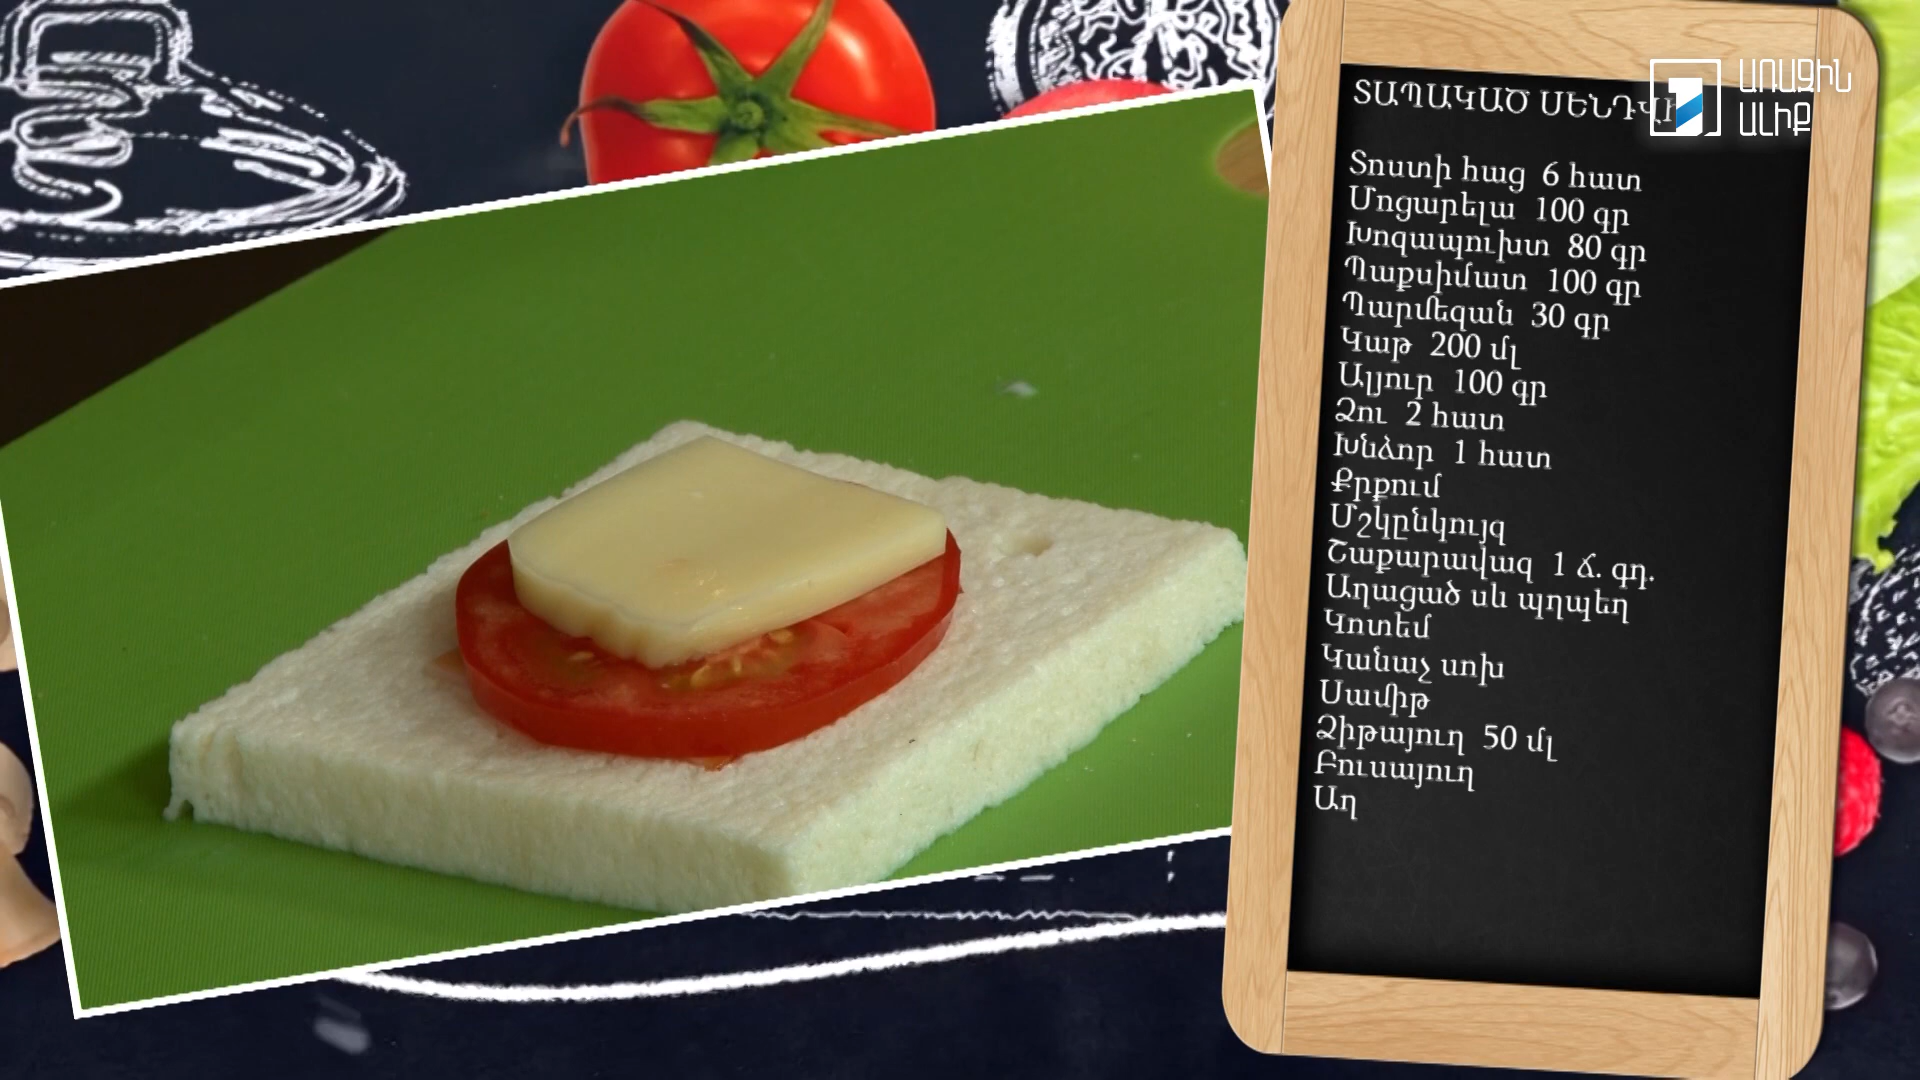 ՏԱՊԱԿԱԾ ՍԵՆԴՎԻ
Տոստի հաց 6 հատ
Մոցարելա 100 գր
Խոզապուխտ 80 գր
Պաքսիմատ 100 գր
Պարմեզան 30 գր
Կաթ 200 մլ
Ալյուր 100 գր
Ձու 2 հատ
Խնձոր 1 հատ
Քրքում
Մշկընկույզ
Շաքարավազ 1 ճ. գդ.
Աղացած սև պղպեղ
Կոտեմ
Կանաչ սոխ
Սամիթ
Ձիթայուղ 50 մլ
Բուսայուղ
Աղ
1 ԱՌԱՋԻՆ
ԱԼԻՔ